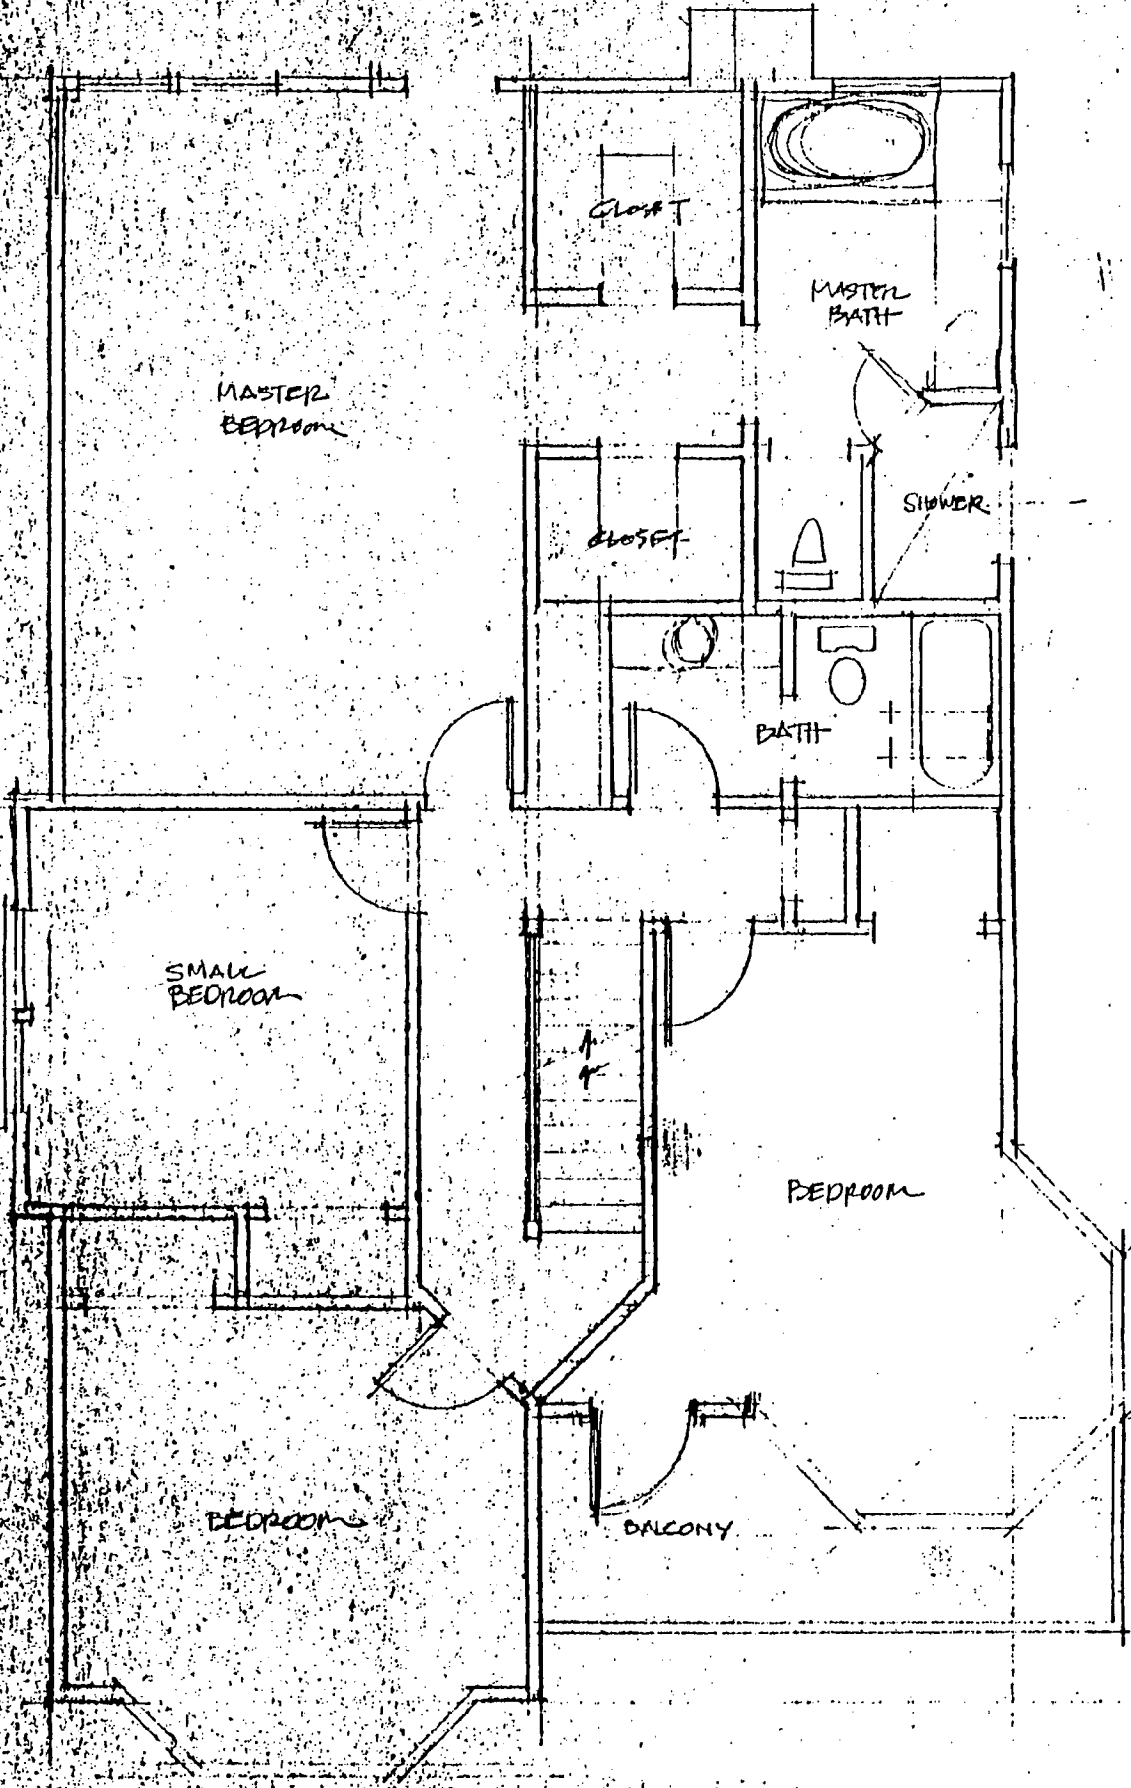 CLOSET
MASTER
BATH
MASTER
BEDROOM
SHOWER
CLOSET
BATH
SMALL
BEDROOM
BEDROOM
BEDROOM
BALCONY